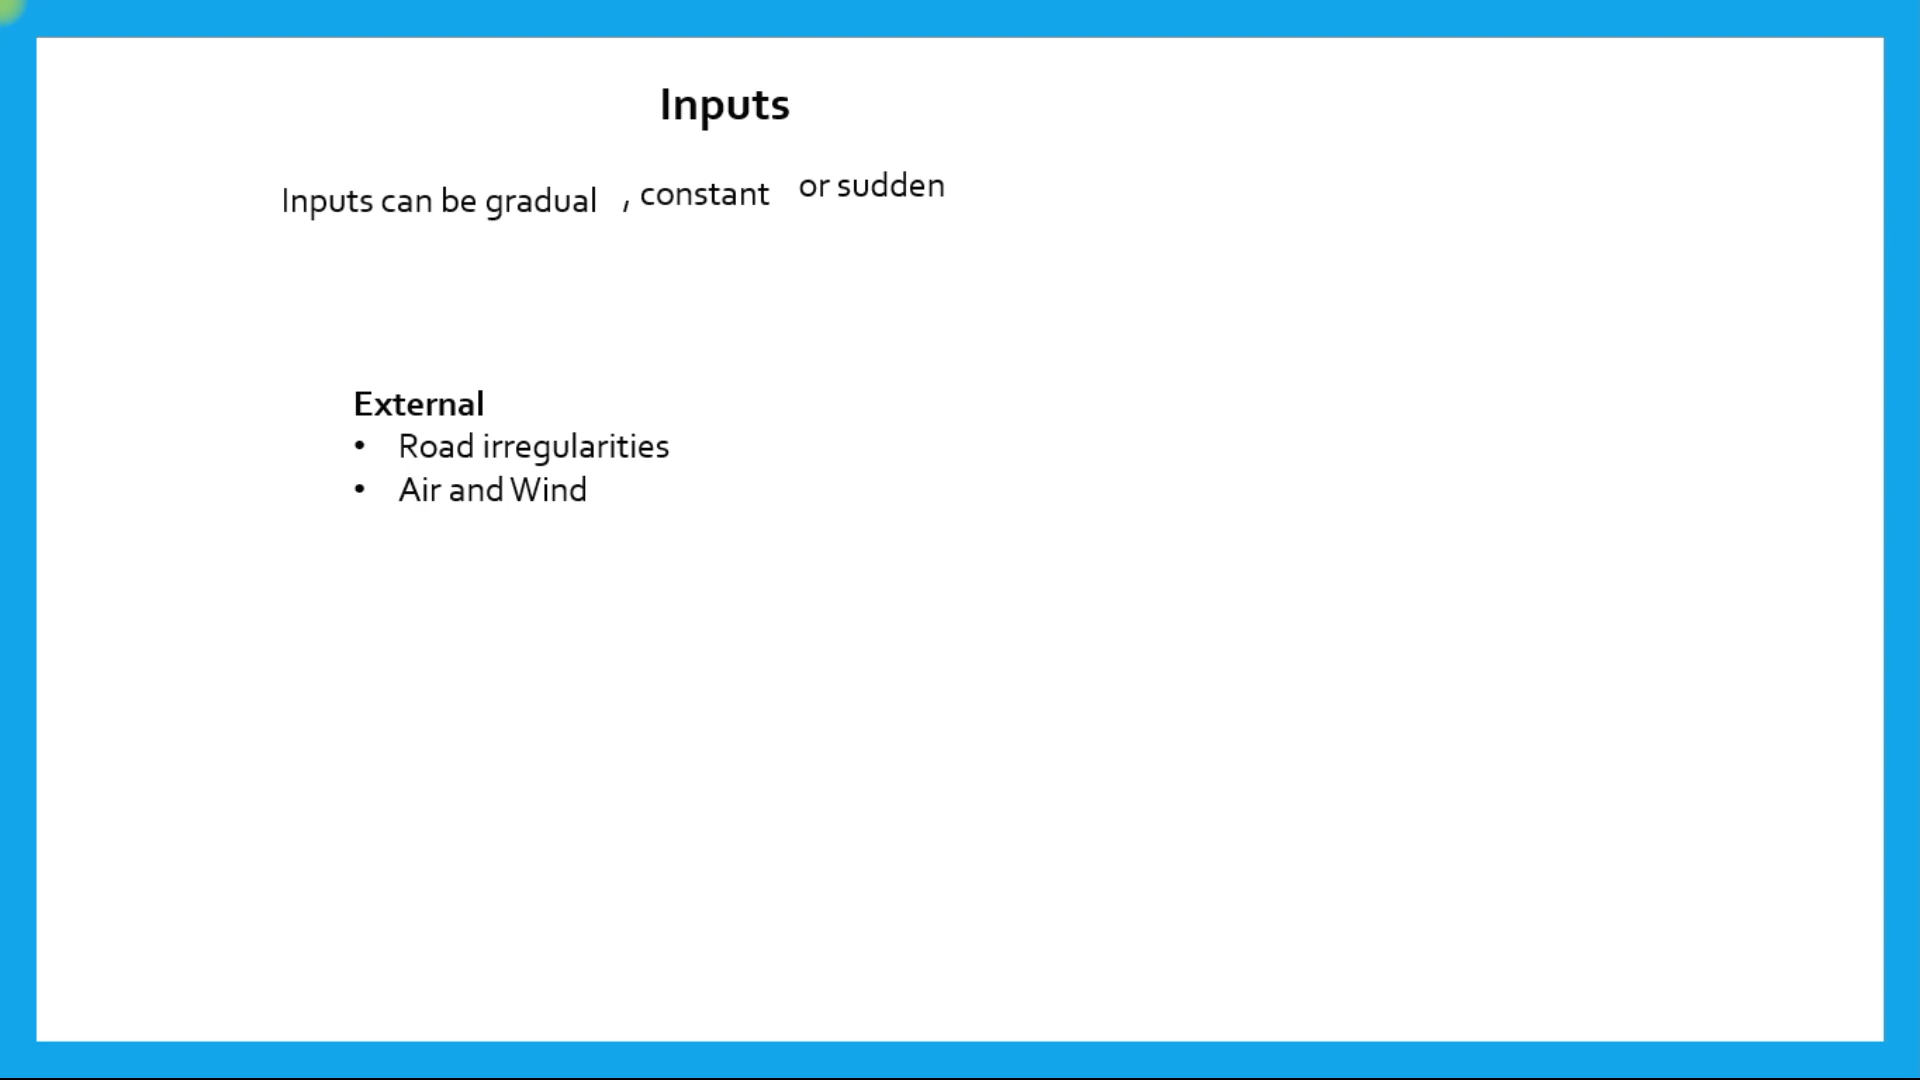 Inputs
Inputs can be gradual , constant or sudden
External
• Road irregularities
• Air and Wind